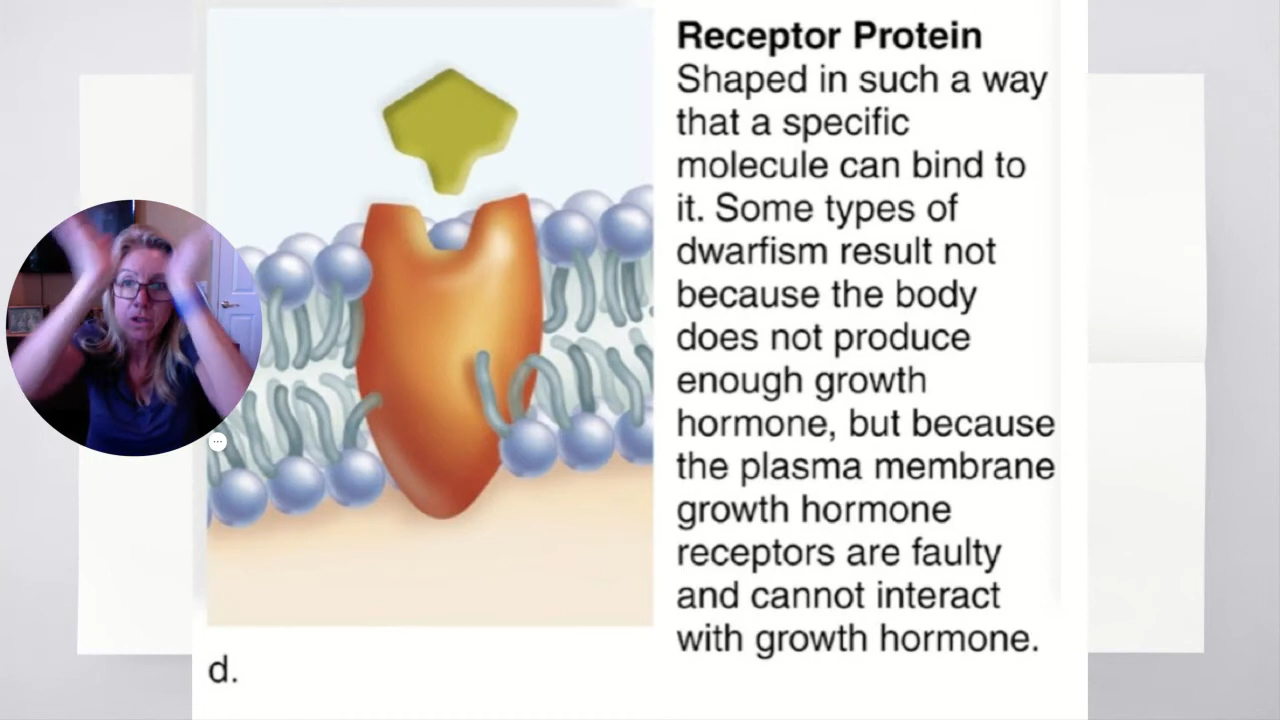 Receptor Protein
Shaped in such a way
that a specific
molecule can bind to
it. Some types of
dwarfism result not
because the body
does not produce
enough growth
hormone, but because
the plasma membrane
growth hormone
receptors are faulty
and cannot interact
with growth hormone.
d.